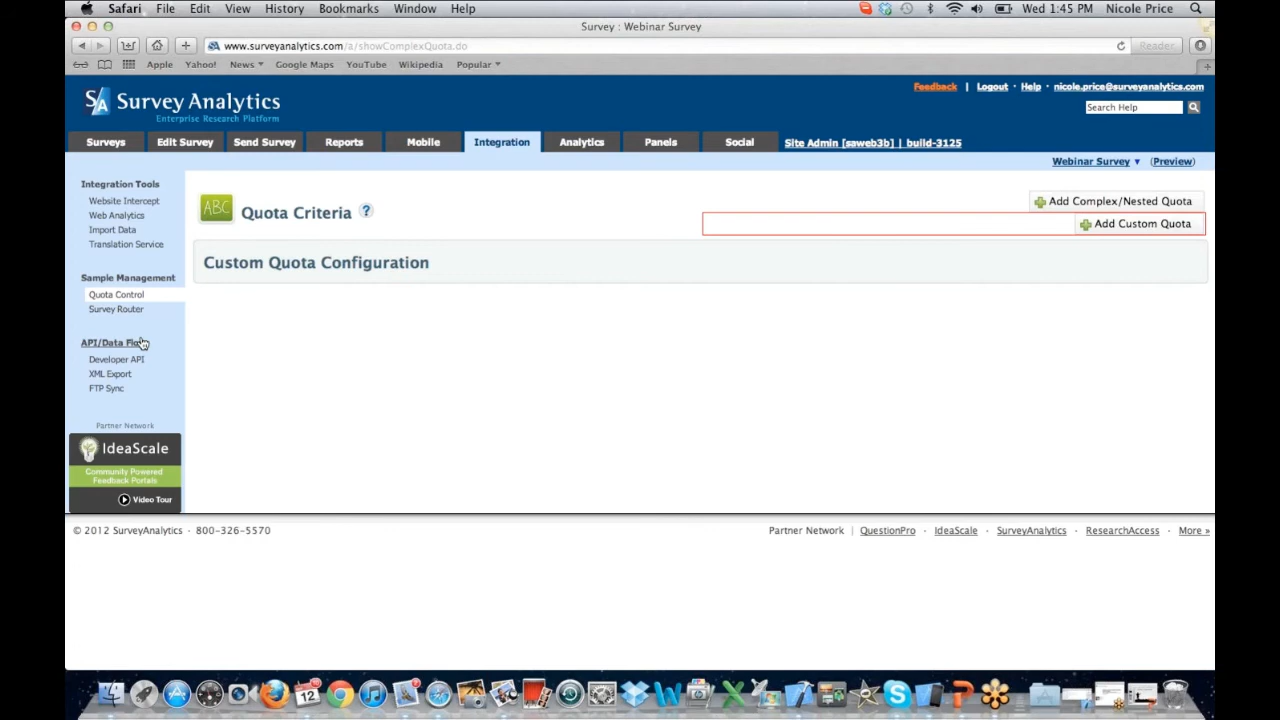 Safari File Edit View History Bookmarks Window Help Wed 1:45 PM Nicole Price
Survey : Webinar Survey
www.surveyanalytics.com/a/showComplexQuota.do Reader
Apple Yahoo! News Google Maps YouTube Wikipedia Popular
SA Survey Analytics
Enterprise Research Platform
Feedback | Logout · Help · nicole.price@surveyanalytics.com
Search Help
Surveys Edit Survey Send Survey Reports Mobile Integration Analytics Panels Social Site Admin [saweb3b] | build-3125
Webinar Survey ▼ (Preview)
Integration Tools
Website Intercept
Web Analytics
Import Data
Translation Service
Sample Management
Quota Control
Survey Router
API/Data
Developer API
XML Export
FTP Sync
Partner Network
IdeaScale
Community Powered
Feedback Portals
Video Tour
ABC Quota Criteria ?
Add Complex/Nested Quota
Add Custom Quota
Custom Quota Configuration
© 2012 SurveyAnalytics · 800-326-5570
Partner Network | QuestionPro · IdeaScale · SurveyAnalytics · ResearchAccess · More »
12